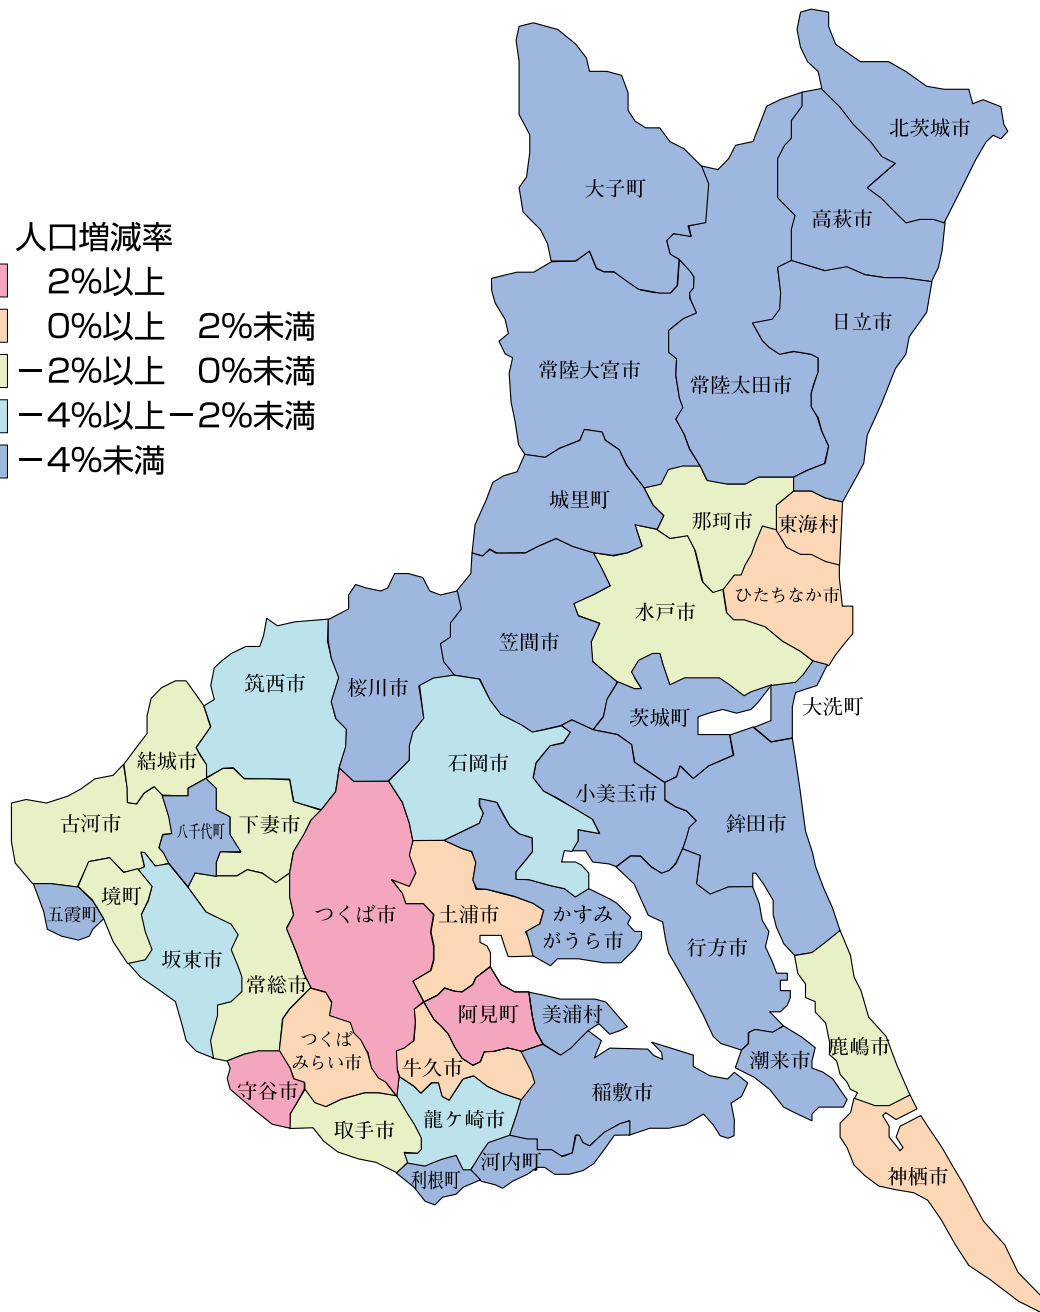 人口増減率
2%以上
0%以上 2%未満
−2%以上 0%未満
−4%以上−2%未満
−4%未満
北茨城市
大子町
高萩市
日立市
常陸大宮市
常陸太田市
城里町
那珂市
東海村
ひたちなか市
水戸市
笠間市
筑西市
桜川市
茨城町
大洗町
結城市
石岡市
小美玉市
古河市
八千代町
下妻市
鉾田市
境町
五霞町
つくば市
土浦市
かすみ
がうら市
行方市
坂東市
常総市
阿見町
美浦村
つくば
みらい市
牛久市
鹿嶋市
潮来市
守谷市
稲敷市
取手市
龍ケ崎市
河内町
利根町
神栖市